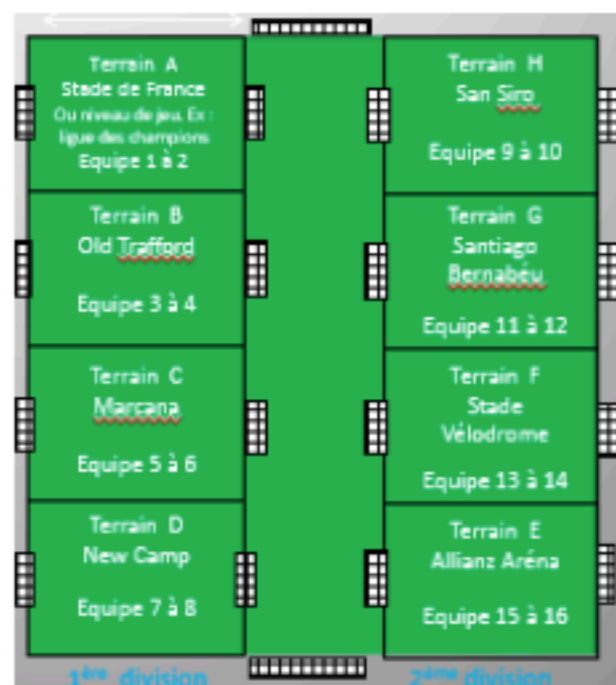 Terrain A
Stade de France
Ou niveau de jeu. Ex :
ligue des champions
Equipe 1 à 2
Terrain B
Old Trafford
Equipe 3 à 4
Terrain C
Marcana
Equipe 5 à 6
Terrain D
New Camp
Equipe 7 à 8
1ère division
Terrain H
San Siro
Equipe 9 à 10
Terrain G
Santiago
Bernabéu
Equipe 11 à 12
Terrain F
Stade
Vélodrome
Equipe 13 à 14
Terrain E
Allianz Aréna
Equipe 15 à 16
2ème division